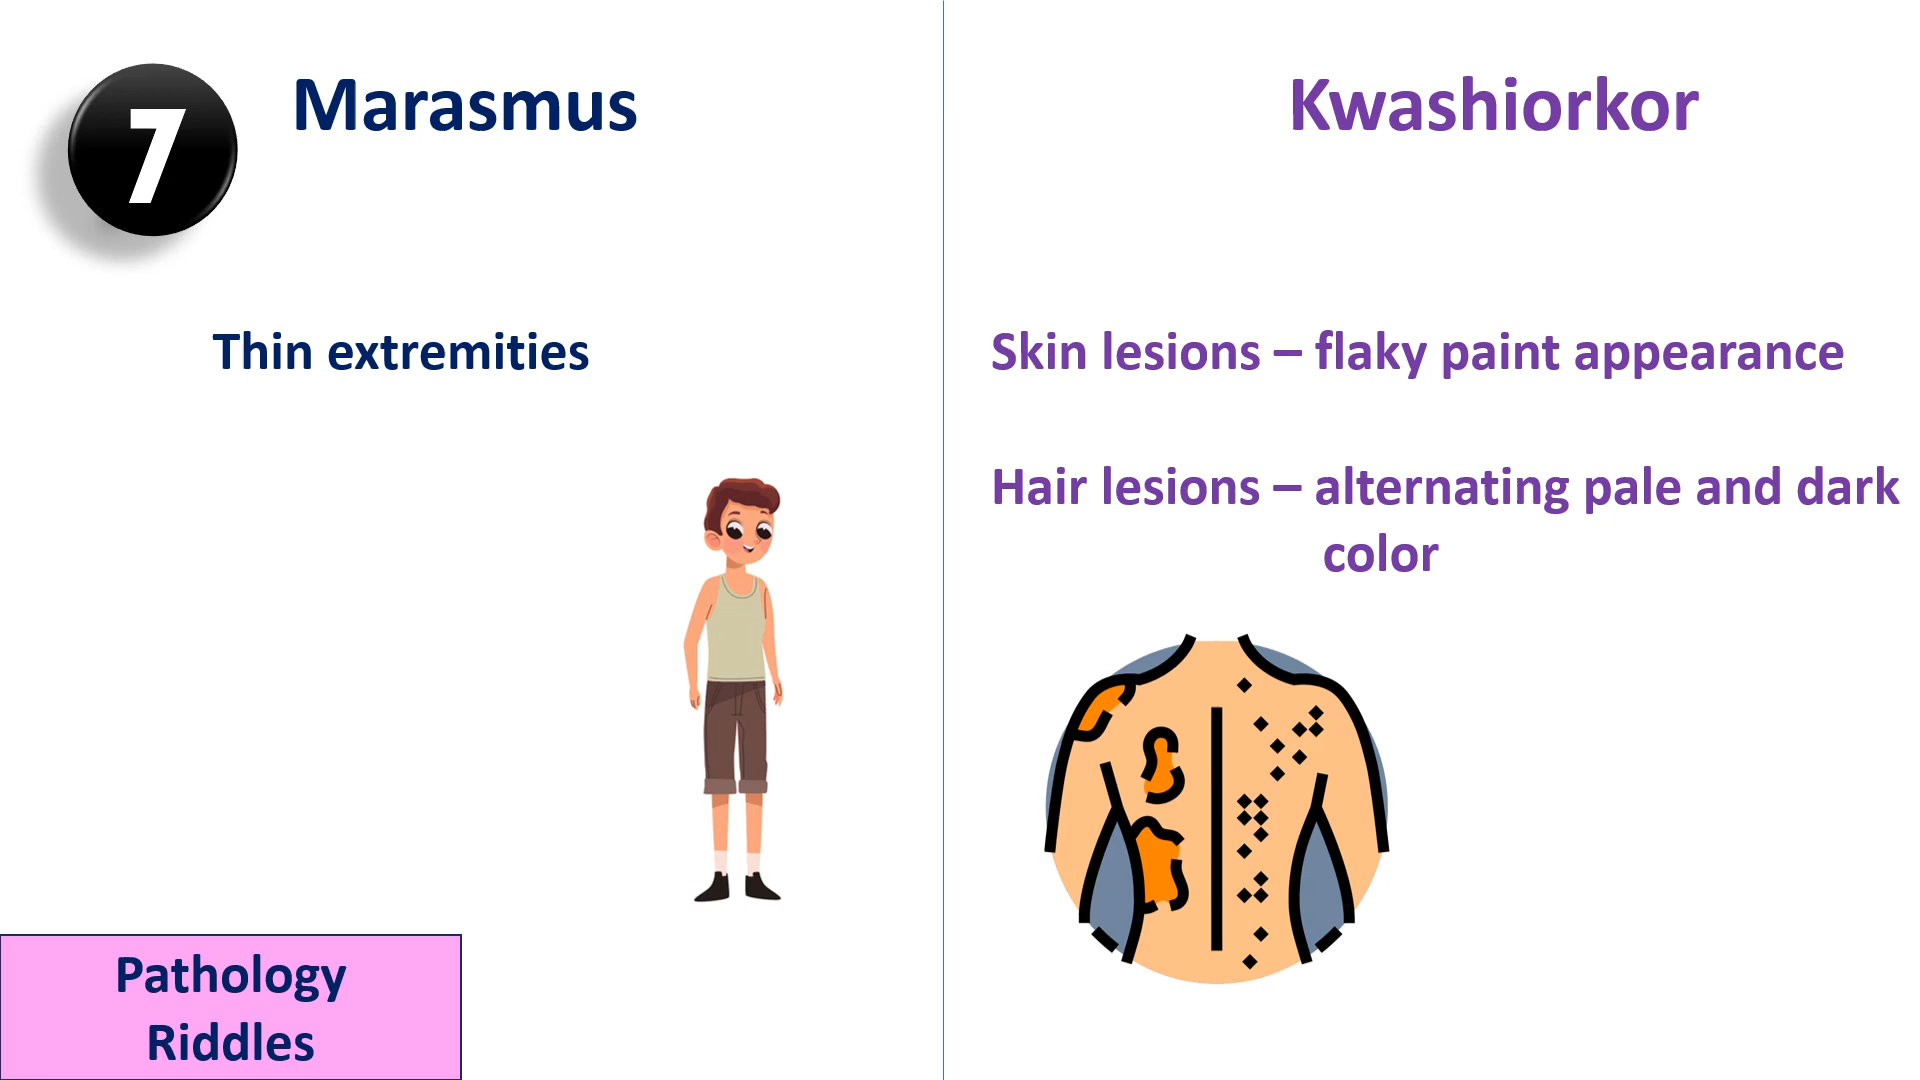 7
Marasmus
Kwashiorkor
Thin extremities
Skin lesions – flaky paint appearance
Hair lesions – alternating pale and dark
color
Pathology
Riddles